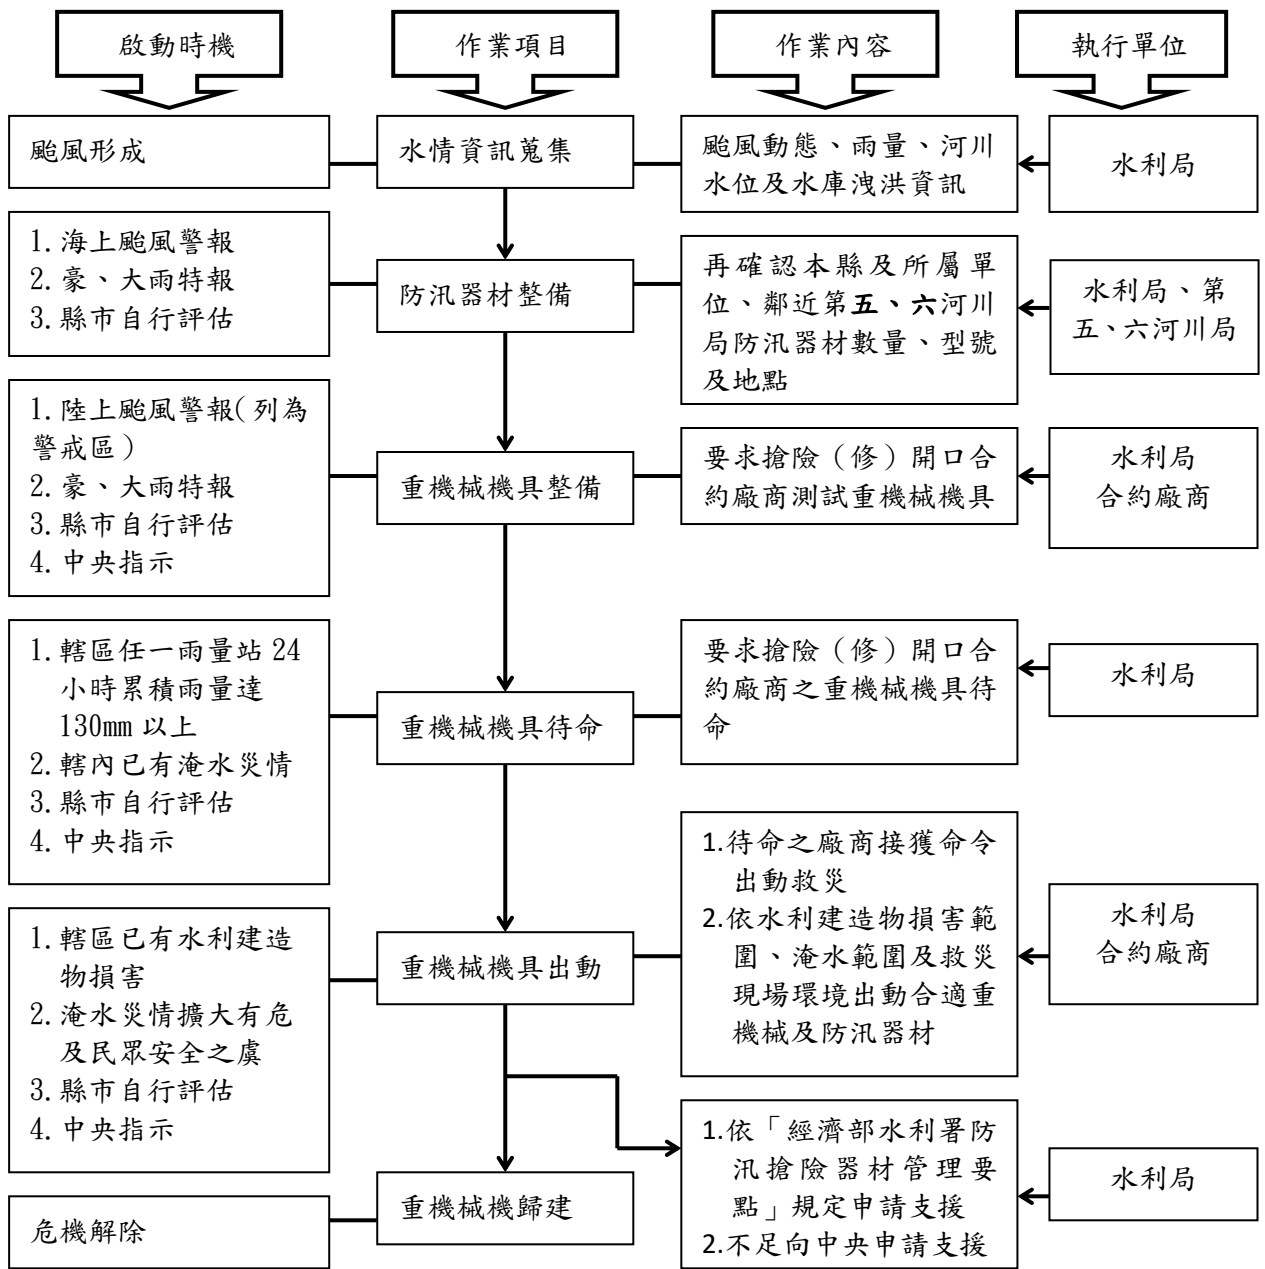 啟動時機
作業項目
作業內容
執行單位
颱風形成
水情資訊蒐集
颱風動態、雨量、河川
水位及水庫洩洪資訊
水利局
1.海上颱風警報
2.豪、大雨特報
3.縣市自行評估
防汛器材整備
再確認本縣及所屬單
位、鄰近第五、六河川
局防汛器材數量、型號
及地點
水利局、第
五、六河川局
1.陸上颱風警報(列為
警戒區)
2.豪、大雨特報
3.縣市自行評估
4.中央指示
重機械機具整備
要求搶險（修）開口合
約廠商測試重機械機具
水利局
合約廠商
1.轄區任一雨量站 24
小時累積雨量達
130mm 以上
2.轄內已有淹水災情
3.縣市自行評估
4.中央指示
重機械機具待命
要求搶險（修）開口合
約廠商之重機械機具待
命
水利局
1.轄區已有水利建造
物損害
2.淹水災情擴大有危
及民眾安全之虞
3.縣市自行評估
4.中央指示
重機械機具出動
1.待命之廠商接獲命令
出動救災
2.依水利建造物損害範
圍、淹水範圍及救災
現場環境出動合適重
機械及防汛器材
水利局
合約廠商
1.依「經濟部水利署防
汛搶險器材管理要
點」規定申請支援
2.不足向中央申請支援
水利局
危機解除
重機械機歸建